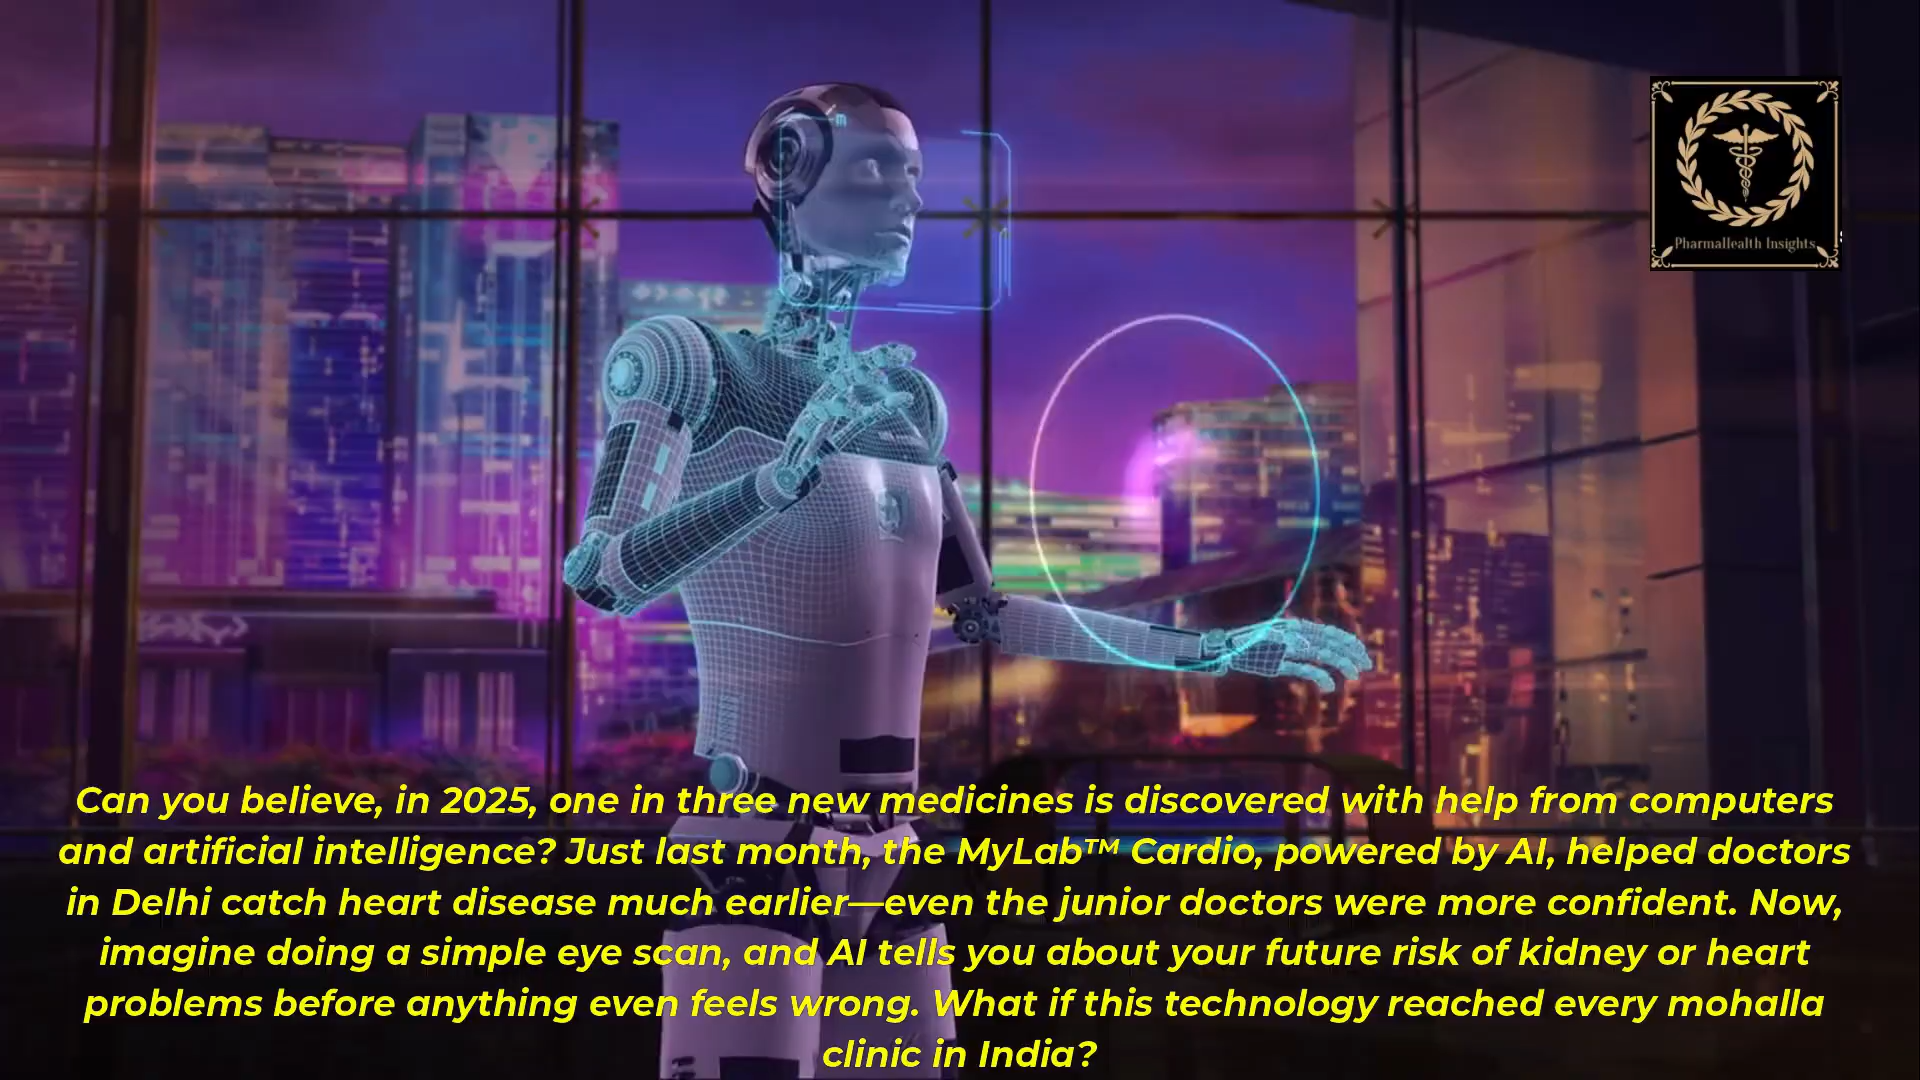 PharmaHealth Insights
Can you believe, in 2025, one in three new medicines is discovered with help from computers
and artificial intelligence? Just last month, the MyLab™ Cardio, powered by AI, helped doctors
in Delhi catch heart disease much earlier—even the junior doctors were more confident. Now,
imagine doing a simple eye scan, and AI tells you about your future risk of kidney or heart
problems before anything even feels wrong. What if this technology reached every mohalla
clinic in India?